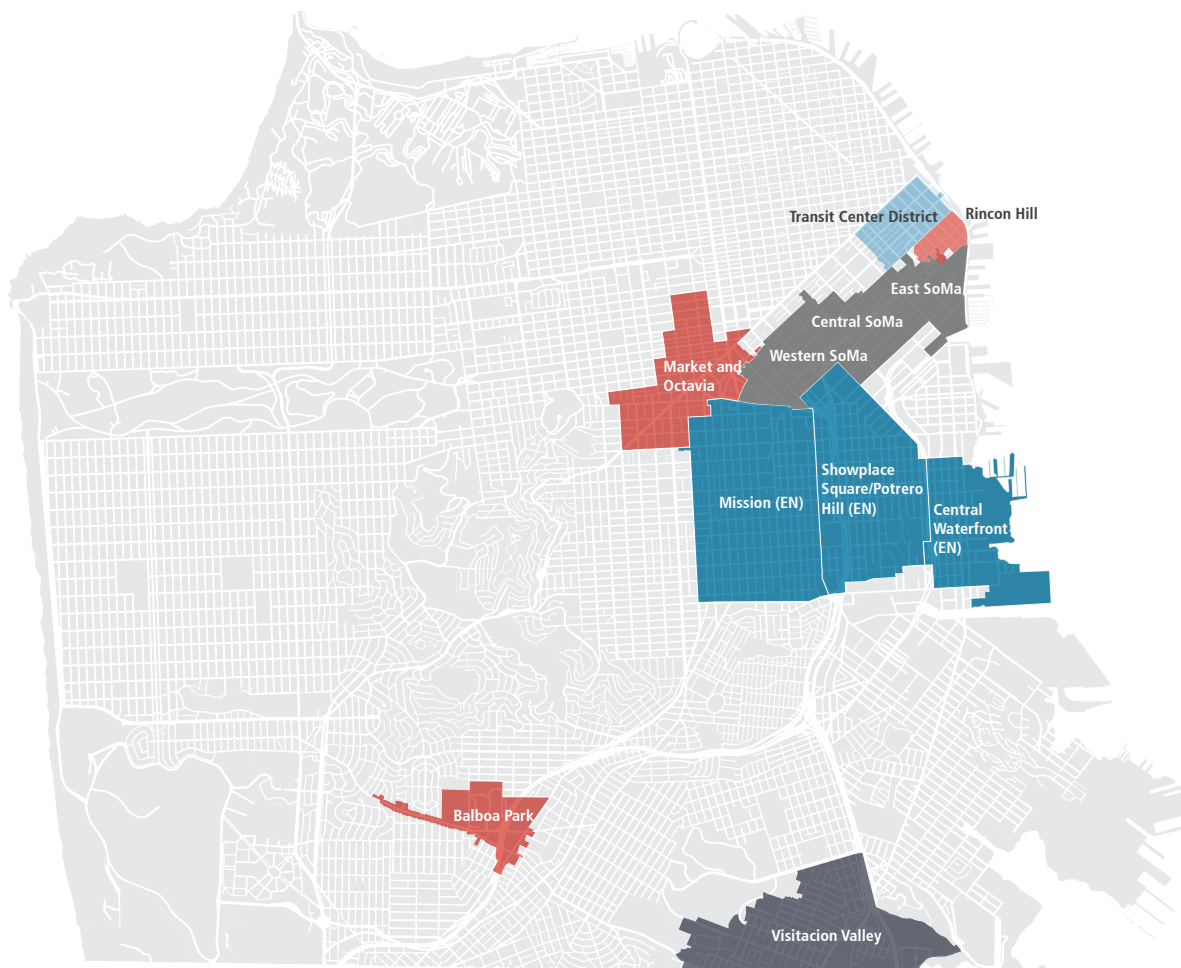 Transit Center District
Rincon Hill
East SoMa
Central SoMa
Western SoMa
Market and
Octavia
Showplace
Square/Potrero
Hill (EN)
Mission (EN)
Central
Waterfront
(EN)
Balboa Park
Visitacion Valley